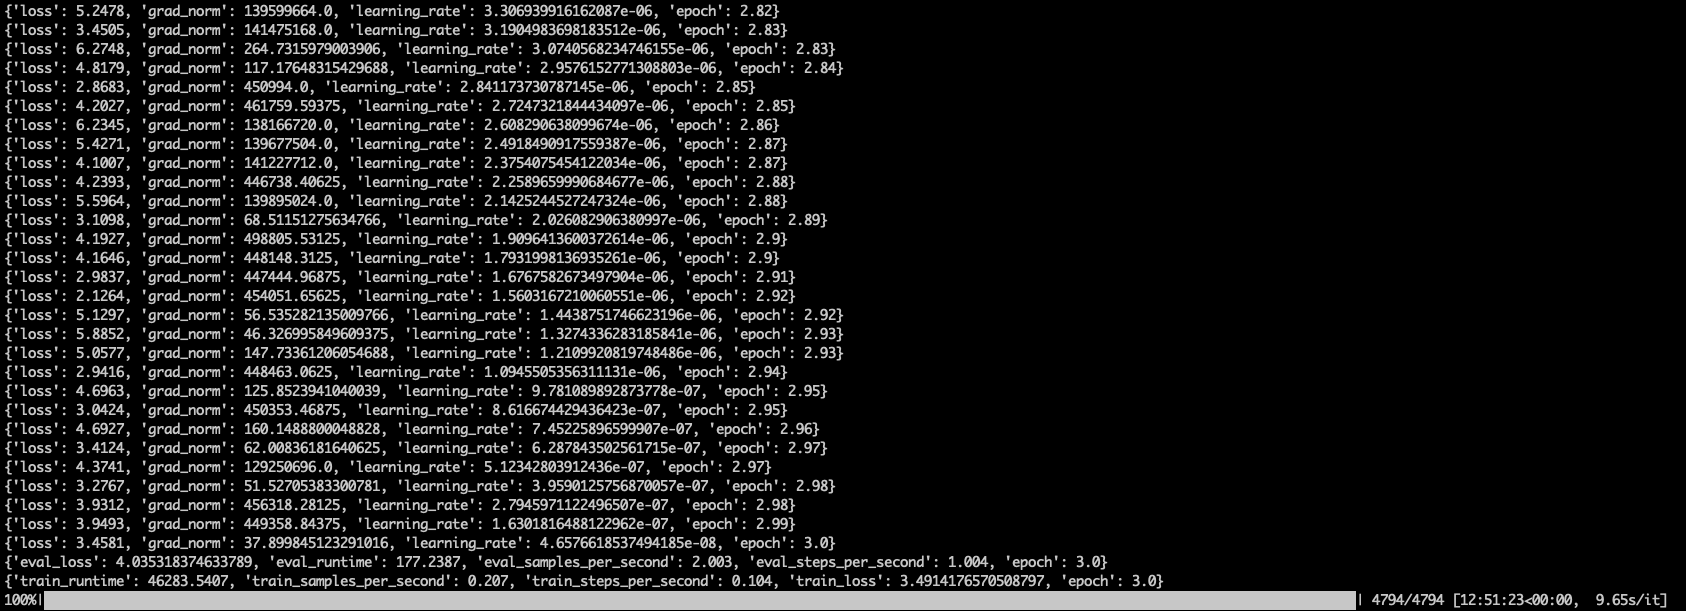 {'loss': 5.2478, 'grad_norm': 139599664.0, 'learning_rate': 3.306939916162087e-06, 'epoch': 2.82}
{'loss': 3.4505, 'grad_norm': 141475168.0, 'learning_rate': 3.1904983698183512e-06, 'epoch': 2.83}
{'loss': 6.2748, 'grad_norm': 264.7315979003906, 'learning_rate': 3.0740568234746155e-06, 'epoch': 2.83}
{'loss': 4.8179, 'grad_norm': 117.17648315429688, 'learning_rate': 2.9576152771308803e-06, 'epoch': 2.84}
{'loss': 2.8683, 'grad_norm': 450994.0, 'learning_rate': 2.841173730787145e-06, 'epoch': 2.85}
{'loss': 4.2027, 'grad_norm': 461759.59375, 'learning_rate': 2.7247321844434097e-06, 'epoch': 2.85}
{'loss': 6.2345, 'grad_norm': 138166720.0, 'learning_rate': 2.608290638099674e-06, 'epoch': 2.86}
{'loss': 5.4271, 'grad_norm': 139677504.0, 'learning_rate': 2.4918490917559387e-06, 'epoch': 2.87}
{'loss': 4.1007, 'grad_norm': 141227712.0, 'learning_rate': 2.3754075454122034e-06, 'epoch': 2.87}
{'loss': 4.2393, 'grad_norm': 446738.40625, 'learning_rate': 2.2589659990684677e-06, 'epoch': 2.88}
{'loss': 5.5964, 'grad_norm': 139895024.0, 'learning_rate': 2.1425244527247324e-06, 'epoch': 2.88}
{'loss': 3.1098, 'grad_norm': 68.51151275634766, 'learning_rate': 2.026082906380997e-06, 'epoch': 2.89}
{'loss': 4.1927, 'grad_norm': 498805.53125, 'learning_rate': 1.9096413600372614e-06, 'epoch': 2.9}
{'loss': 4.1646, 'grad_norm': 448148.3125, 'learning_rate': 1.7931998136935261e-06, 'epoch': 2.9}
{'loss': 2.9837, 'grad_norm': 447444.96875, 'learning_rate': 1.6767582673497904e-06, 'epoch': 2.91}
{'loss': 2.1264, 'grad_norm': 454051.65625, 'learning_rate': 1.5603167210060551e-06, 'epoch': 2.92}
{'loss': 5.1297, 'grad_norm': 56.535282135009766, 'learning_rate': 1.4438751746623196e-06, 'epoch': 2.92}
{'loss': 5.8852, 'grad_norm': 46.326995849609375, 'learning_rate': 1.3274336283185841e-06, 'epoch': 2.93}
{'loss': 5.0577, 'grad_norm': 147.73361206054688, 'learning_rate': 1.2109920819748486e-06, 'epoch': 2.93}
{'loss': 2.9416, 'grad_norm': 448463.0625, 'learning_rate': 1.0945505356311131e-06, 'epoch': 2.94}
{'loss': 4.6963, 'grad_norm': 125.8523941040039, 'learning_rate': 9.781089892873778e-07, 'epoch': 2.95}
{'loss': 3.0424, 'grad_norm': 450353.46875, 'learning_rate': 8.616674429436423e-07, 'epoch': 2.95}
{'loss': 4.6927, 'grad_norm': 160.1488800048828, 'learning_rate': 7.45225896599907e-07, 'epoch': 2.96}
{'loss': 3.4124, 'grad_norm': 62.00836181640625, 'learning_rate': 6.287843502561715e-07, 'epoch': 2.97}
{'loss': 4.3741, 'grad_norm': 129250696.0, 'learning_rate': 5.12342803912436e-07, 'epoch': 2.97}
{'loss': 3.2767, 'grad_norm': 51.52705383300781, 'learning_rate': 3.9590125756870057e-07, 'epoch': 2.98}
{'loss': 3.9312, 'grad_norm': 456318.28125, 'learning_rate': 2.7945971122496507e-07, 'epoch': 2.98}
{'loss': 3.9493, 'grad_norm': 449358.84375, 'learning_rate': 1.6301816488122962e-07, 'epoch': 2.99}
{'loss': 3.4581, 'grad_norm': 37.899845123291016, 'learning_rate': 4.6576618537494185e-08, 'epoch': 3.0}
{'eval_loss': 4.035318374633789, 'eval_runtime': 177.2387, 'eval_samples_per_second': 2.003, 'eval_steps_per_second': 1.004, 'epoch': 3.0}
{'train_runtime': 46283.5407, 'train_samples_per_second': 0.207, 'train_steps_per_second': 0.104, 'train_loss': 3.4914176570508797, 'epoch': 3.0}
100%| | 4794/4794 [12:51:23<00:00, 9.65s/it]